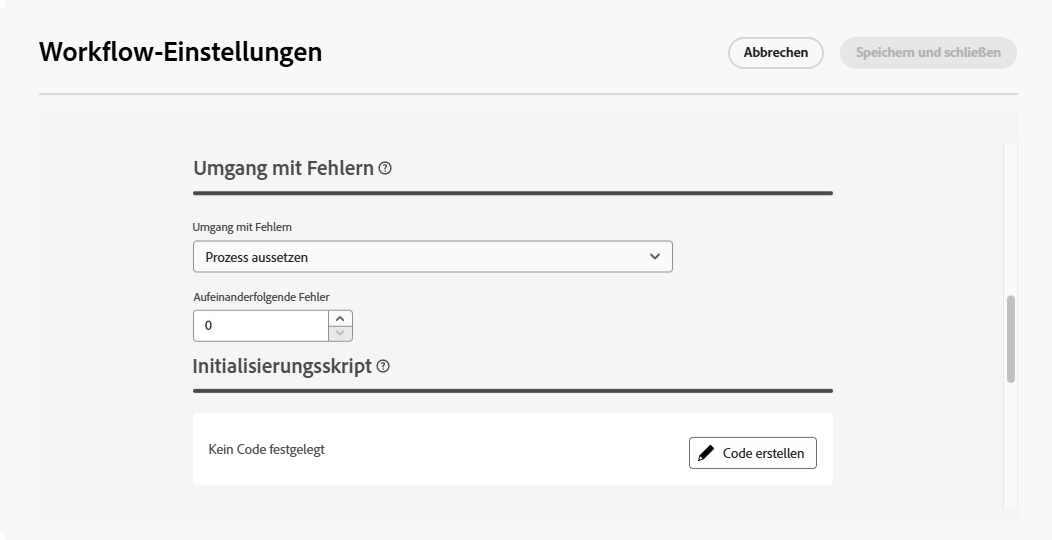 Workflow-Einstellungen
Abbrechen
Speichern und schließen
Umgang mit Fehlern
Umgang mit Fehlern
Prozess aussetzen
Aufeinanderfolgende Fehler
0
Initialisierungsskript
Kein Code festgelegt
Code erstellen